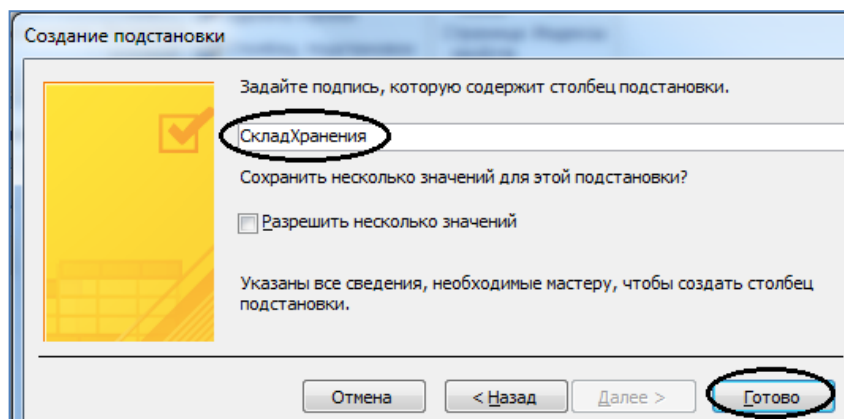 Создание подстановки
Задайте подпись, которую содержит столбец подстановки.
СкладХранения
Сохранить несколько значений для этой подстановки?
Разрешить несколько значений
Указаны все сведения, необходимые мастеру, чтобы создать столбец
подстановки.
Отмена < Назад Далее > Готово